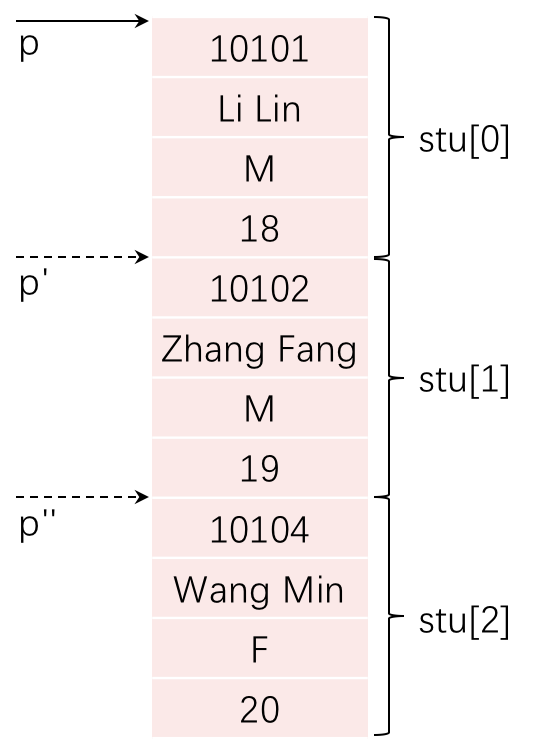 p
10101
Li Lin
M
18
stu[0]
p'
10102
Zhang Fang
M
19
stu[1]
p''
10104
Wang Min
F
20
stu[2]